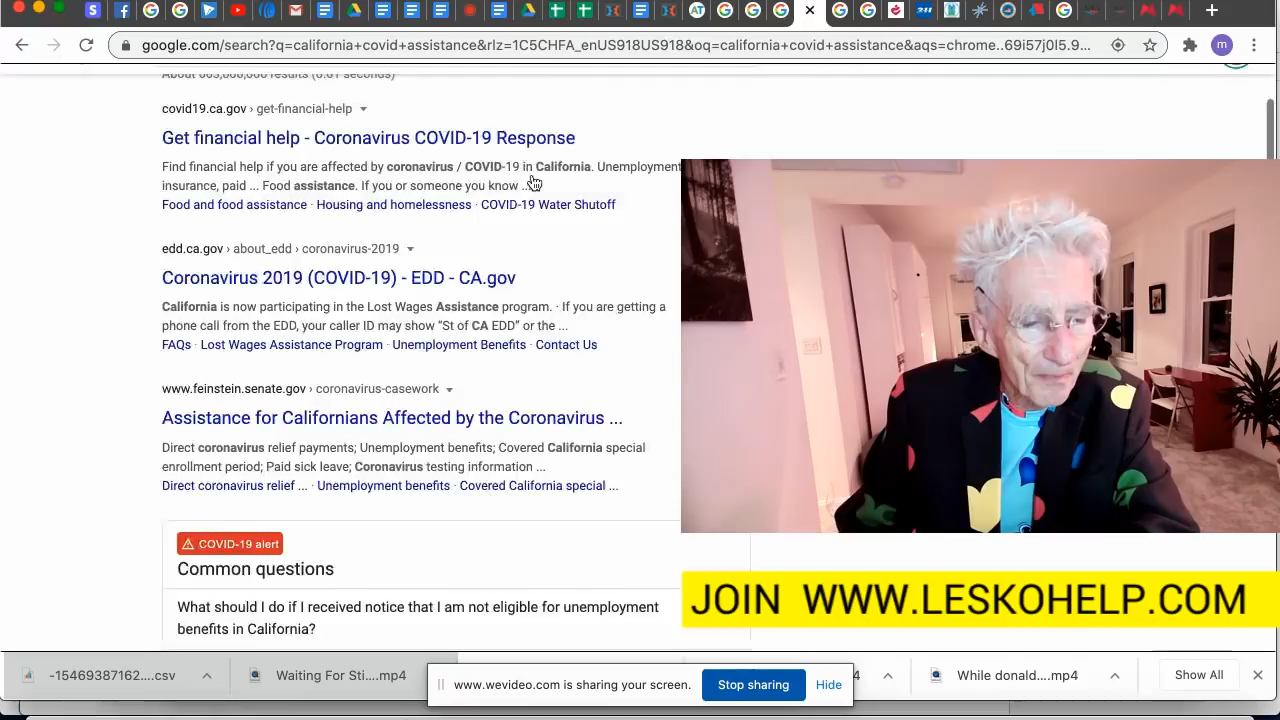 google.com/search?q=california+covid+assistance&rlz=1C5CHFA_enUS918US918&oq=california+covid+assistance&aqs=chrome..69i57j0l5.9...
m
covid19.ca.gov › get-financial-help
Get financial help - Coronavirus COVID-19 Response
Find financial help if you are affected by coronavirus / COVID-19 in California. Unemployment
insurance, paid ... Food assistance. If you or someone you know ...
Food and food assistance · Housing and homelessness · COVID-19 Water Shutoff
edd.ca.gov › about_edd › coronavirus-2019
Coronavirus 2019 (COVID-19) - EDD - CA.gov
California is now participating in the Lost Wages Assistance program. · If you are getting a
phone call from the EDD, your caller ID may show “St of CA EDD” or the ...
FAQs · Lost Wages Assistance Program · Unemployment Benefits · Contact Us
www.feinstein.senate.gov › coronavirus-casework
Assistance for Californians Affected by the Coronavirus ...
Direct coronavirus relief payments; Unemployment benefits; Covered California special
enrollment period; Paid sick leave; Coronavirus testing information ...
Direct coronavirus relief ... · Unemployment benefits · Covered California special ...
COVID-19 alert
Common questions
What should I do if I received notice that I am not eligible for unemployment
benefits in California?
JOIN WWW.LESKOHELP.COM
-15469387162....csv
Waiting For Sti....mp4
www.wevideo.com is sharing your screen.
Stop sharing
Hide
While donald....mp4
Show All